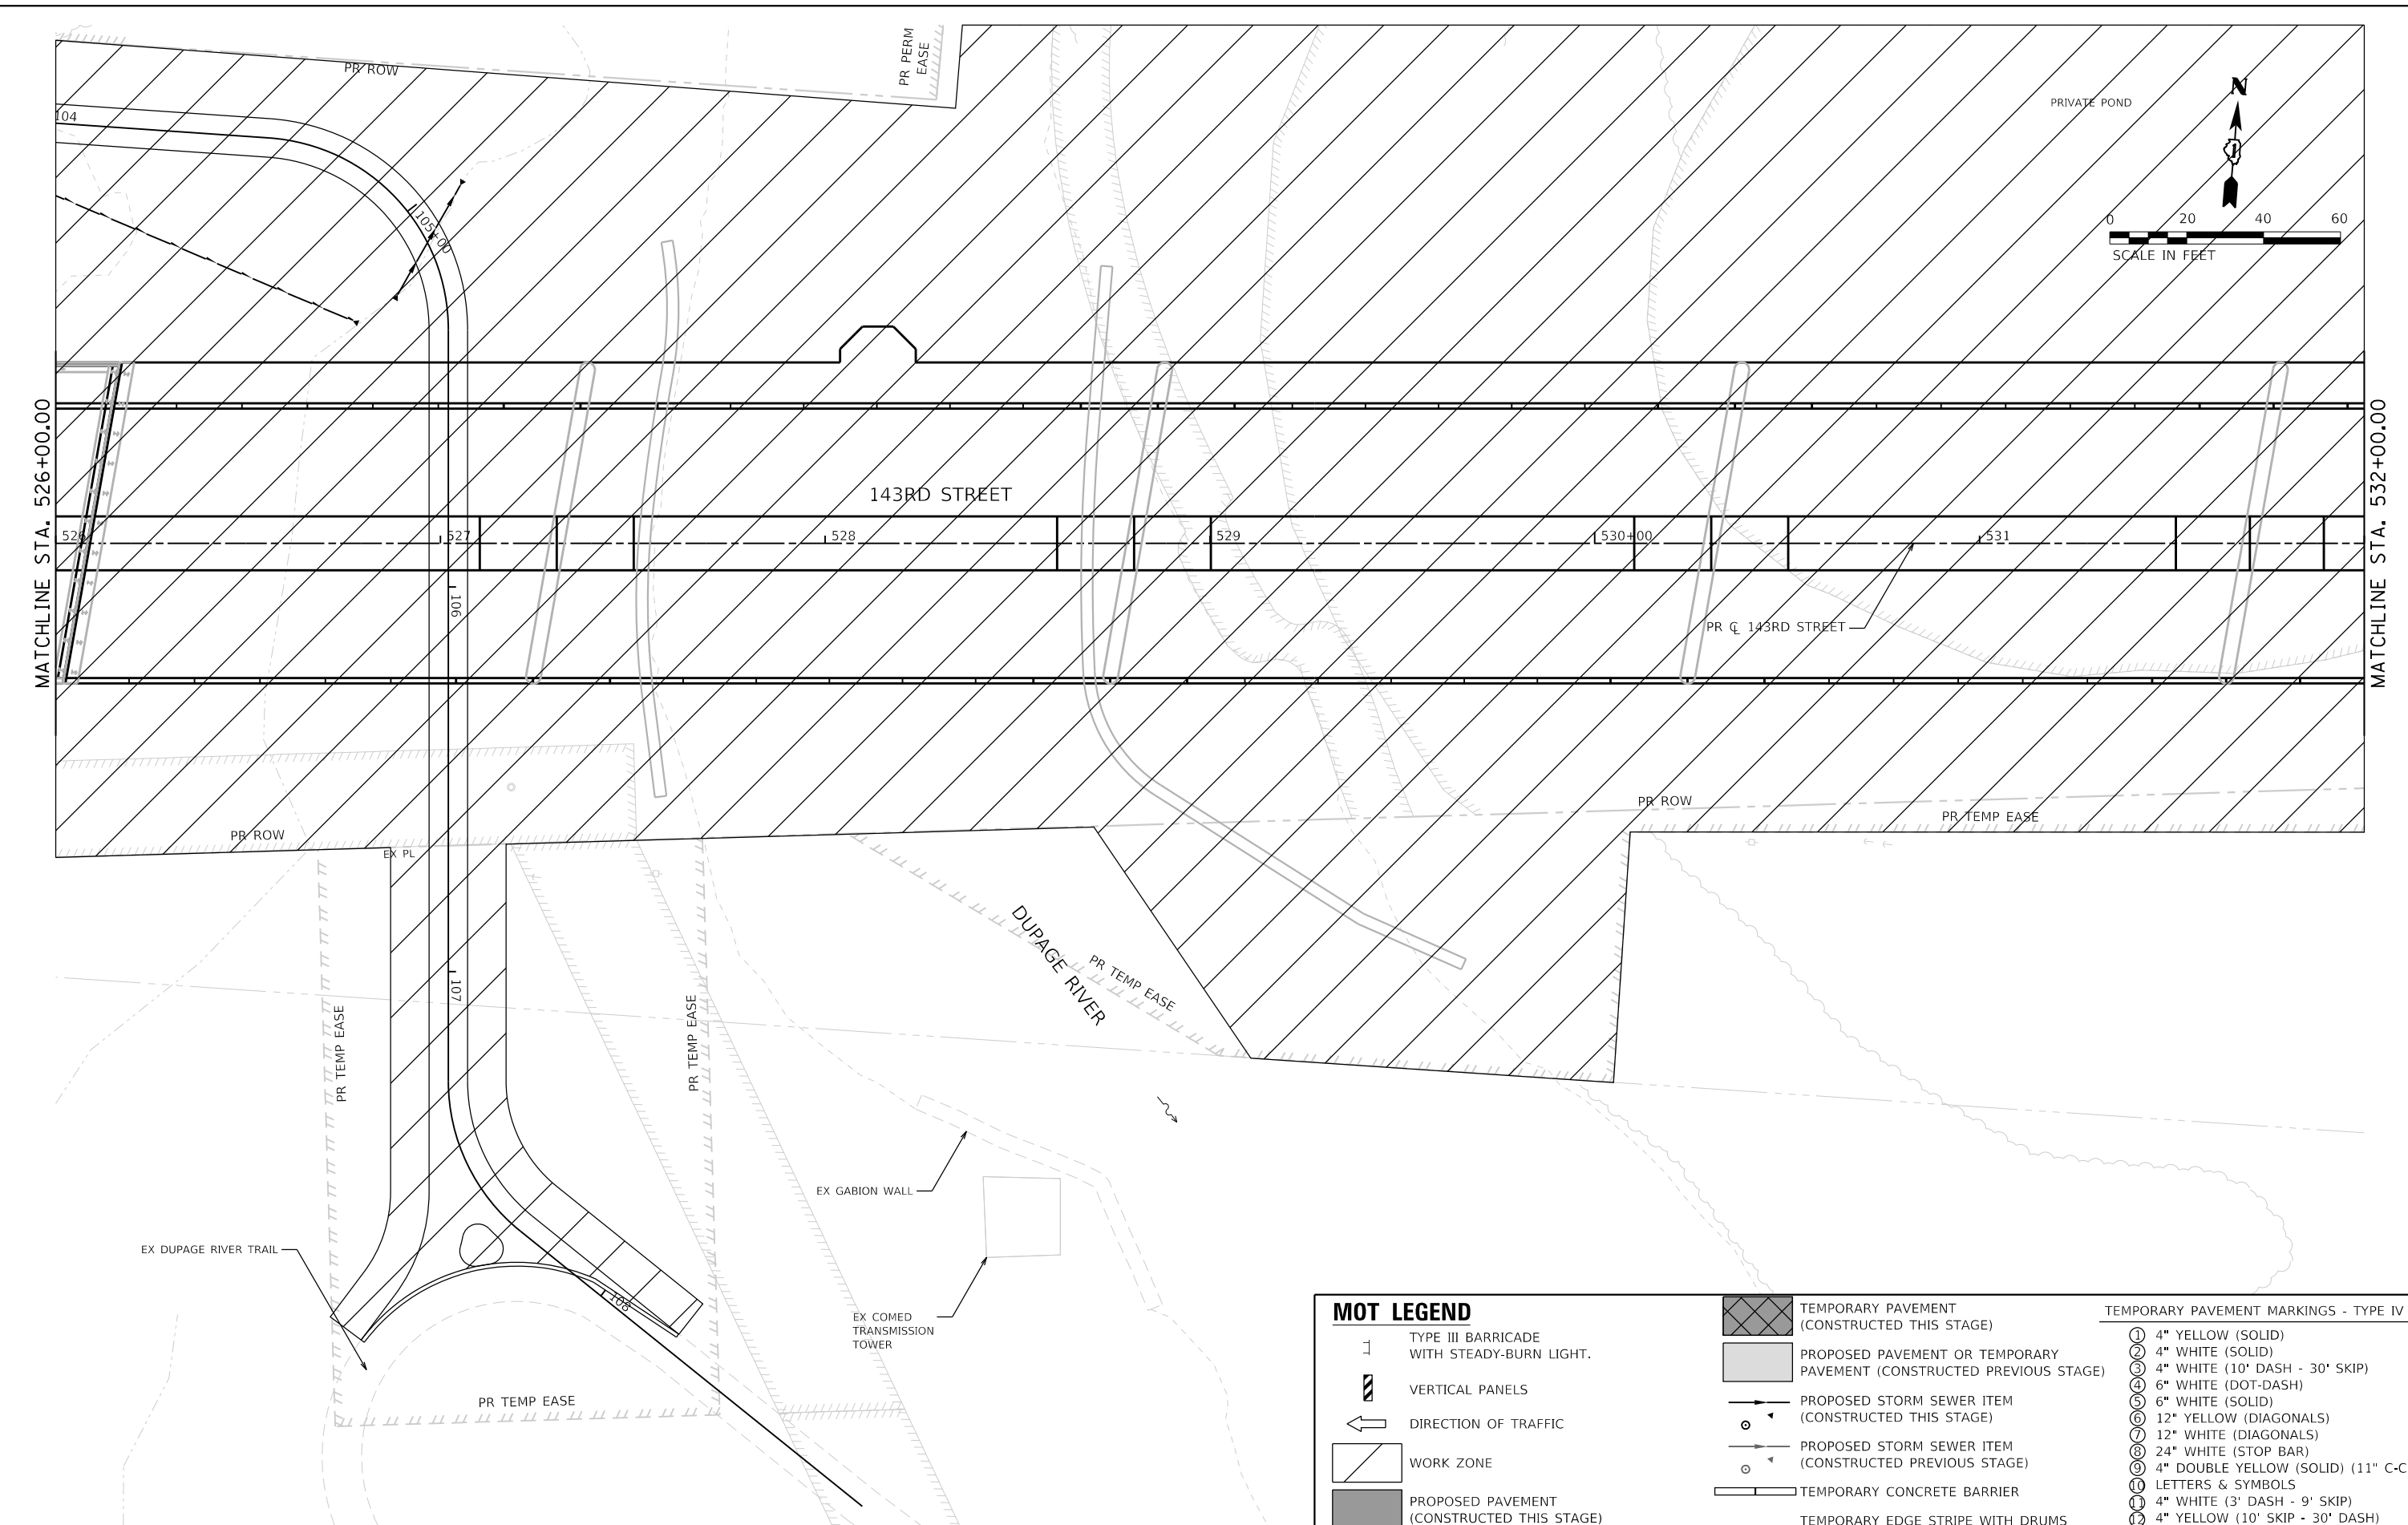 PR ROW
PR PERM
EASE
PRIVATE POND
N
104
105+00
0 20 40 60
SCALE IN FEET
MATCHLINE STA. 526+00.00
MATCHLINE STA. 532+00.00
143RD STREET
526
527
528
529
530+00
531
106
PR ℄ 143RD STREET
PR ROW
PR TEMP EASE
PR ROW
EX PL
107
DUPAGE RIVER
PR TEMP EASE
PR TEMP EASE
PR TEMP EASE
EX GABION WALL
EX DUPAGE RIVER TRAIL
108
EX COMED
TRANSMISSION
TOWER
PR TEMP EASE
MOT LEGEND
TYPE III BARRICADE
WITH STEADY-BURN LIGHT.
VERTICAL PANELS
DIRECTION OF TRAFFIC
WORK ZONE
PROPOSED PAVEMENT
(CONSTRUCTED THIS STAGE)
TEMPORARY PAVEMENT
(CONSTRUCTED THIS STAGE)
PROPOSED PAVEMENT OR TEMPORARY
PAVEMENT (CONSTRUCTED PREVIOUS STAGE)
PROPOSED STORM SEWER ITEM
(CONSTRUCTED THIS STAGE)
PROPOSED STORM SEWER ITEM
(CONSTRUCTED PREVIOUS STAGE)
TEMPORARY CONCRETE BARRIER
TEMPORARY EDGE STRIPE WITH DRUMS
TEMPORARY PAVEMENT MARKINGS - TYPE IV
1 4" YELLOW (SOLID)
2 4" WHITE (SOLID)
3 4" WHITE (10' DASH - 30' SKIP)
4 6" WHITE (DOT-DASH)
5 6" WHITE (SOLID)
6 12" YELLOW (DIAGONALS)
7 12" WHITE (DIAGONALS)
8 24" WHITE (STOP BAR)
9 4" DOUBLE YELLOW (SOLID) (11" C-C
10 LETTERS & SYMBOLS
11 4" WHITE (3' DASH - 9' SKIP)
12 4" YELLOW (10' SKIP - 30' DASH)